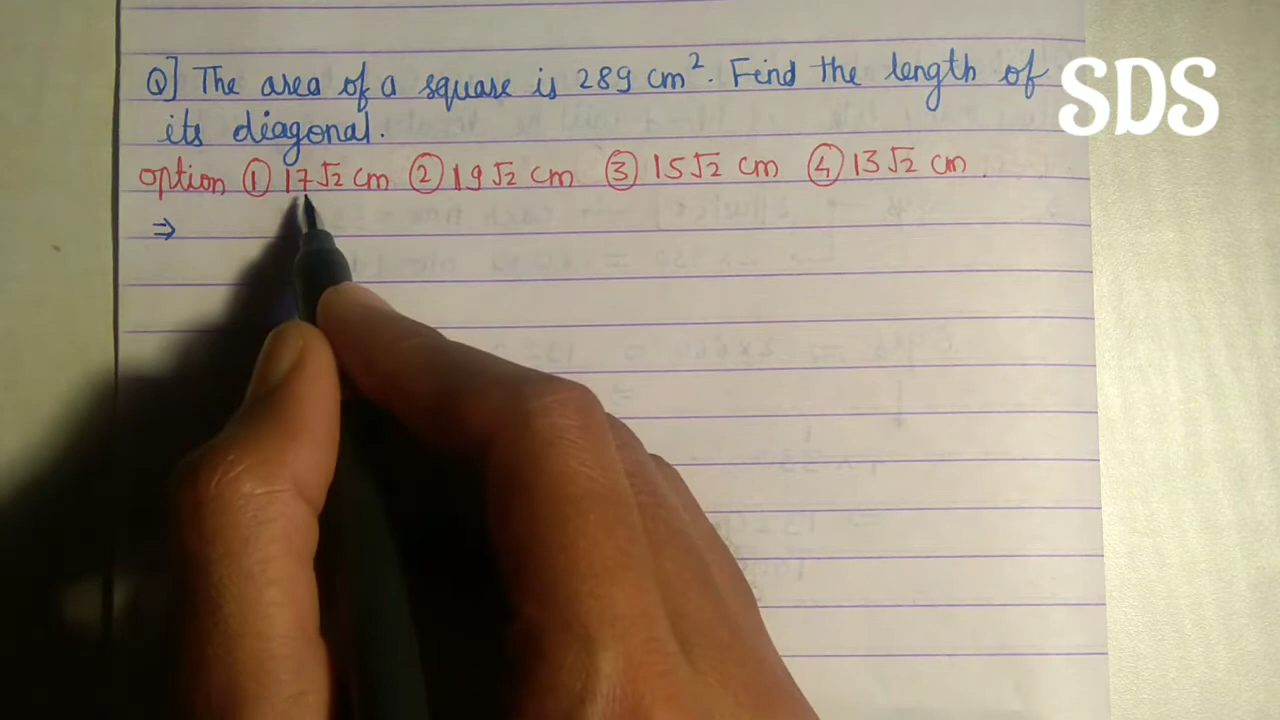 Q] The area of a square is 289 cm². Find the length of
its diagonal.
option ① 17√2 cm ② 19√2 cm ③ 15√2 cm ④ 13√2 cm.
⇒
SDS